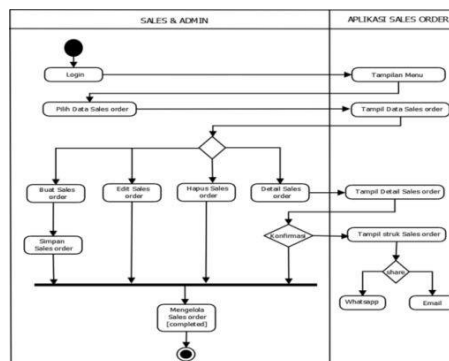 SALES & ADMIN
APLIKASI SALES ORDER
Login
Tampilan Menu
Pilih Data Sales order
Tampil Data Sales order
Buat Sales
order
Edit Sales
order
Hapus Sales
order
Detail Sales
order
Tampil Detail Sales order
Simpan
Sales order
Konfirmasi
Tampil struk Sales order
share
Whatsapp
Email
Mengelola
Sales order
[completed]